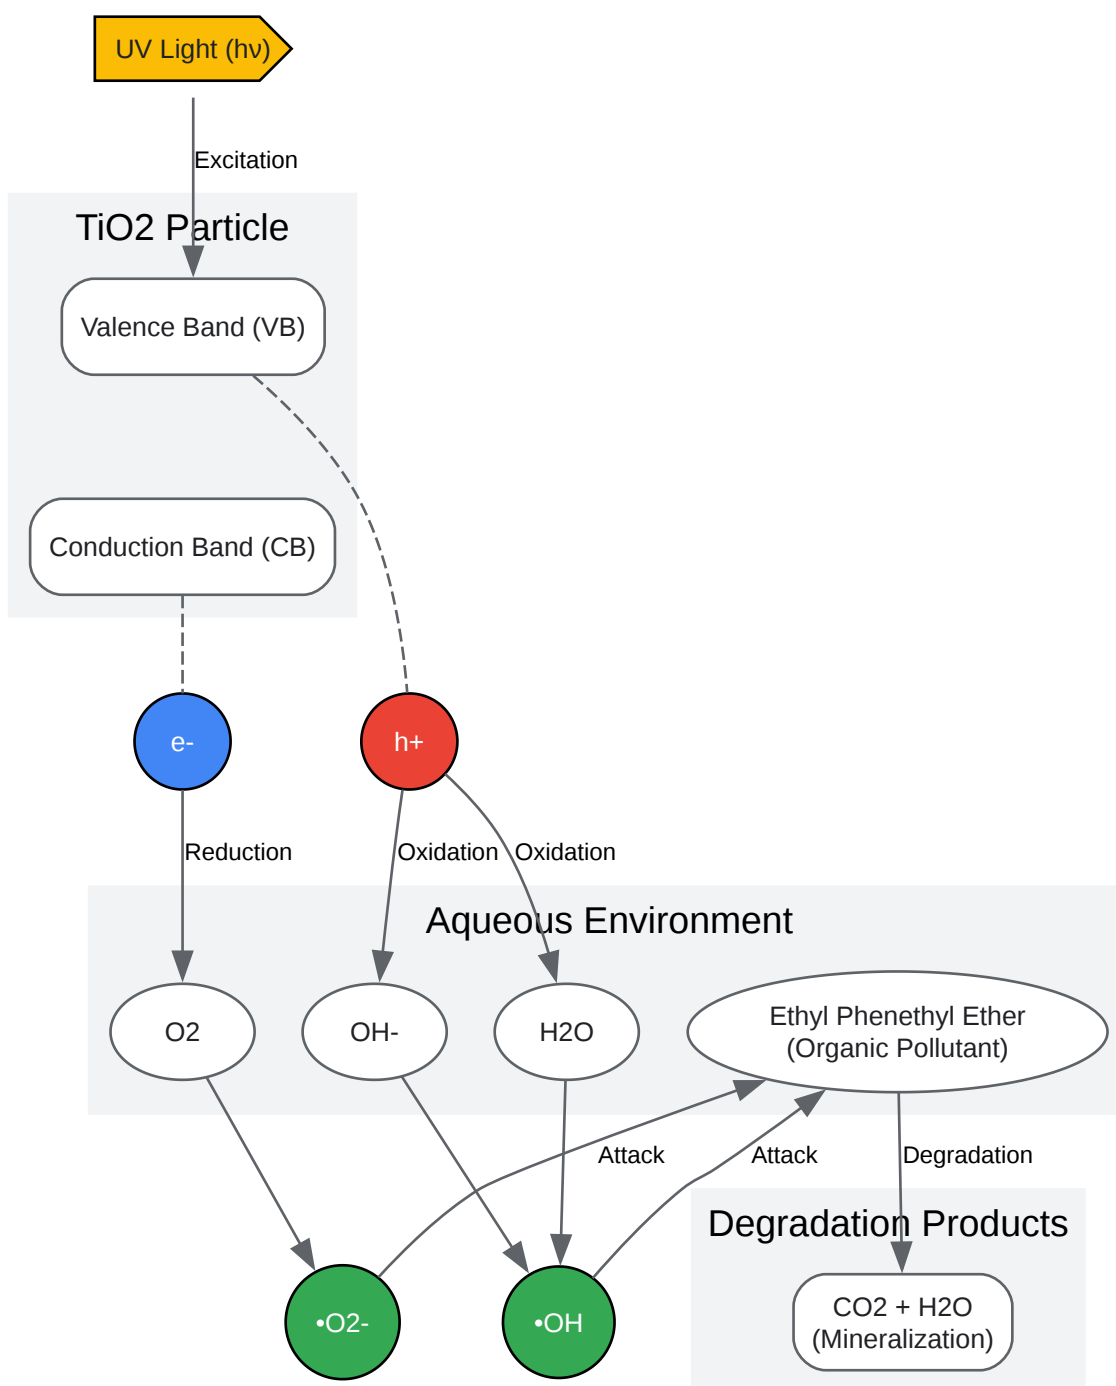 UV Light (hν)
Excitation
TiO2 Particle
Valence Band (VB)
Conduction Band (CB)
e-
h+
Reduction
Oxidation
Oxidation
Aqueous Environment
O2
OH-
H2O
Ethyl Phenethyl Ether
(Organic Pollutant)
Attack
Attack
Degradation
Degradation Products
•O2-
•OH
CO2 + H2O
(Mineralization)